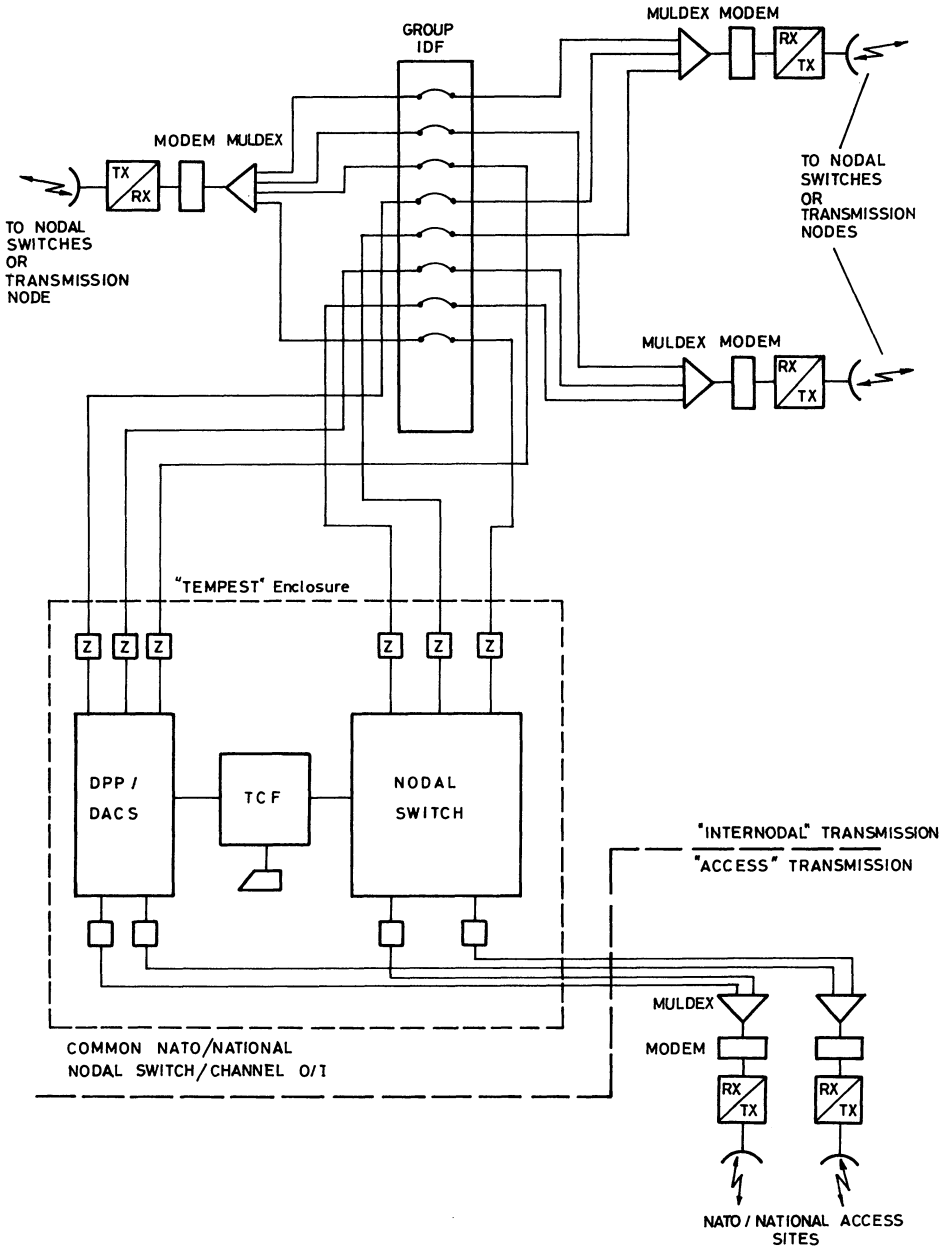 GROUP
IDF
MULDEX MODEM
RX
TX
MODEM MULDEX
TX
RX
TO NODAL
SWITCHES
OR
TRANSMISSION
NODE
TO NODAL
SWITCHES
OR
TRANSMISSION
NODES
MULDEX MODEM
RX
TX
"TEMPEST" Enclosure
Z Z Z Z Z Z
DPP /
DACS
TCF
NODAL
SWITCH
"INTERNODAL" TRANSMISSION
"ACCESS" TRANSMISSION
COMMON NATO/NATIONAL
NODAL SWITCH/CHANNEL O/I
MULDEX
MODEM
RX
TX
RX
TX
NATO / NATIONAL ACCESS
SITES